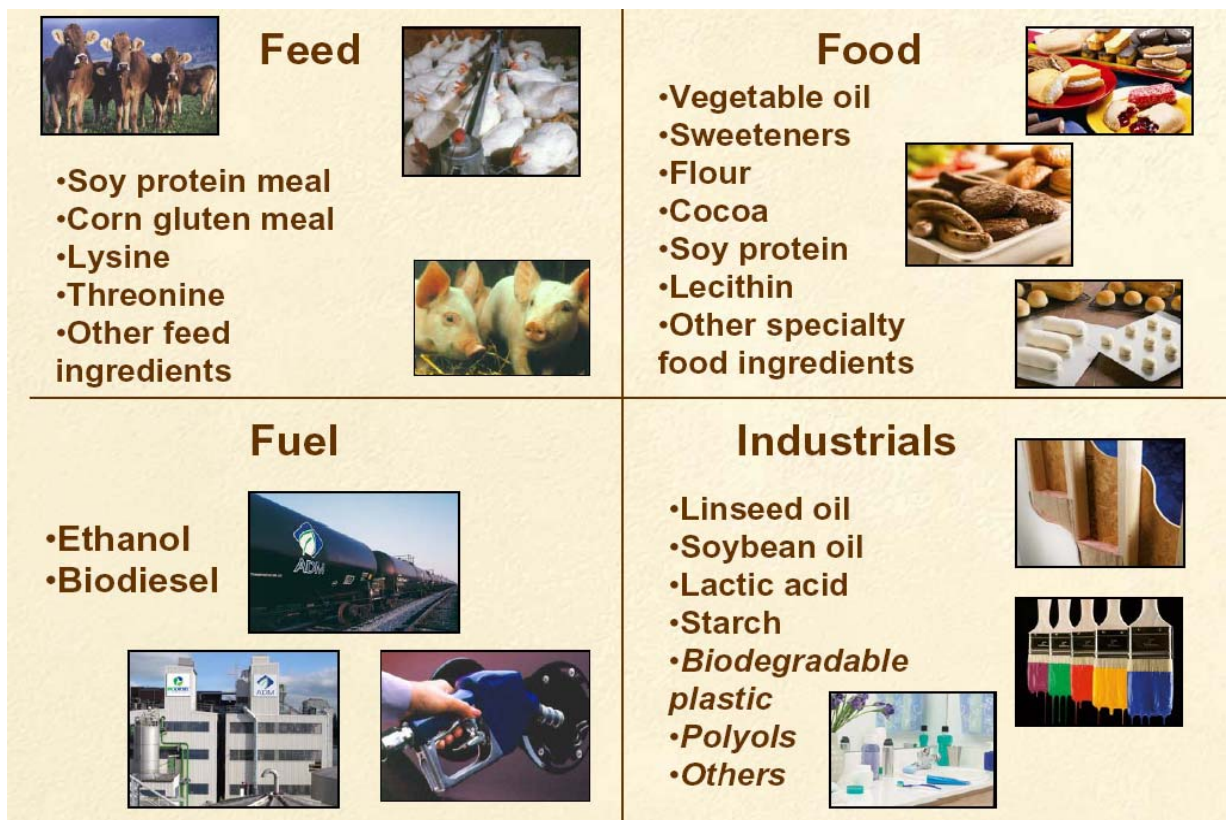 Feed
•Soy protein meal
•Corn gluten meal
•Lysine
•Threonine
•Other feed
ingredients
Food
•Vegetable oil
•Sweeteners
•Flour
•Cocoa
•Soy protein
•Lecithin
•Other specialty
food ingredients
Fuel
•Ethanol
•Biodiesel
ADM
ADM
Industrials
•Linseed oil
•Soybean oil
•Lactic acid
•Starch
•Biodegradable
plastic
•Polyols
•Others